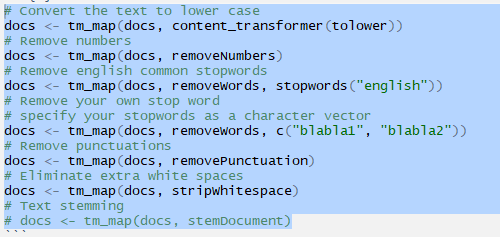 # Convert the text to lower case
docs <- tm_map(docs, content_transformer(tolower))
# Remove numbers
docs <- tm_map(docs, removeNumbers)
# Remove english common stopwords
docs <- tm_map(docs, removeWords, stopwords("english"))
# Remove your own stop word
# specify your stopwords as a character vector
docs <- tm_map(docs, removeWords, c("blabla1", "blabla2"))
# Remove punctuations
docs <- tm_map(docs, removePunctuation)
# Eliminate extra white spaces
docs <- tm_map(docs, stripWhitespace)
# Text stemming
# docs <- tm_map(docs, stemDocument)
```